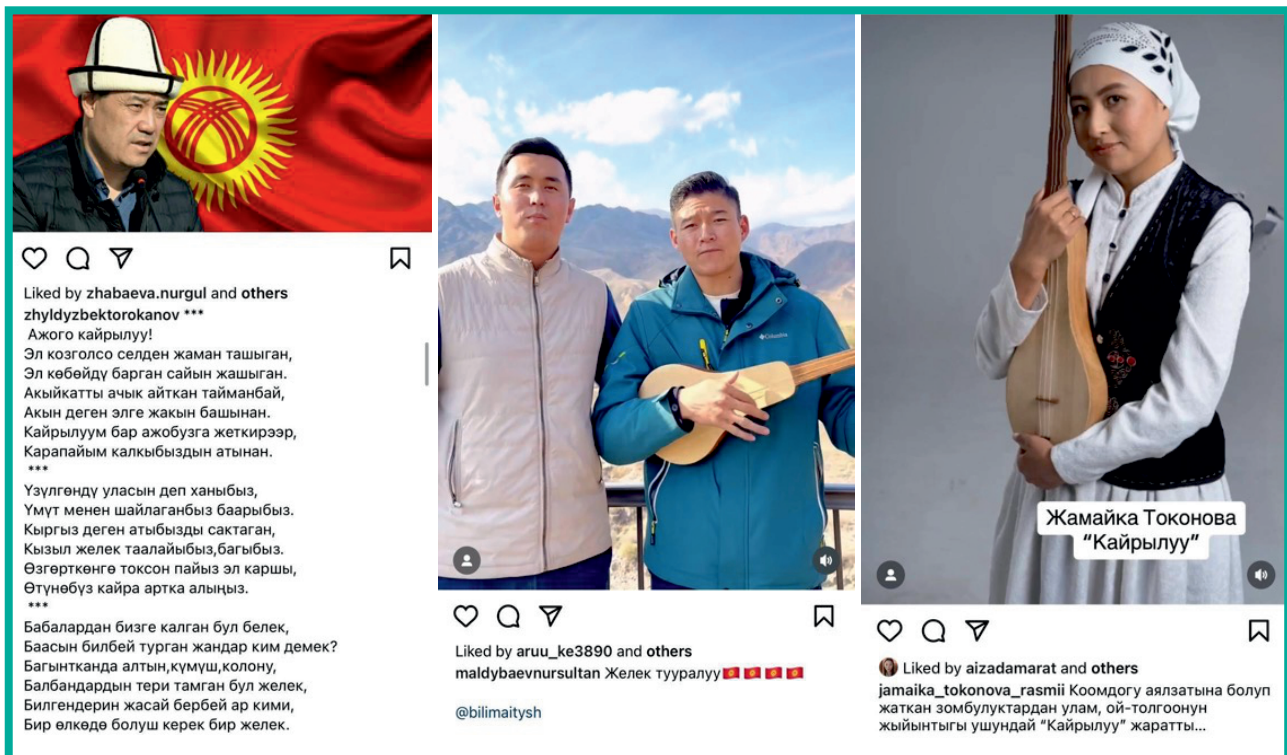 Liked by zhabaeva.nurgul and others
zhyldyzbektorokanov ***
Ажого кайрылуу!
Эл козголсо селден жаман ташыган,
Эл көбөйдү барган сайын жашыган.
Акыйкатты ачык айткан тайманбай,
Акын деген элге жакын башынан.
Кайрылуум бар ажобузга жеткирээр,
Карапайым калкыбыздын атынан.
***
Үзүлгөндү уласын деп ханыбыз,
Үмүт менен шайлаганбыз баарыбыз.
Кыргыз деген атыбызды сактаган,
Кызыл желек таалайыбыз,багыбыз.
Өзгөрткөнгө токсон пайыз эл каршы,
Өтүнөбүз кайра артка алыңыз.
***
Бабалардан бизге калган бул белек,
Баасын билбей турган жандар ким демек?
Багынтканда алтын,күмүш,колону,
Балбандардын тери тамган бул желек,
Билгендерин жасай бербей ар кими,
Бир өлкөдө болуш керек бир желек.
Columbia
Liked by aruu_ke3890 and others
maldybaevnursultan Желек тууралуу🇰🇬🇰🇬🇰🇬🇰🇬
@bilimaitysh
Жамайка Токонова
“Кайрылуу”
Liked by aizadamarat and others
jamaika_tokonova_rasmii Коомдогу аялзатына болуп
жаткан зомбулуктардан улам, ой-толгоонун
жыйынтыгы ушундай “Кайрылуу” жаратты...